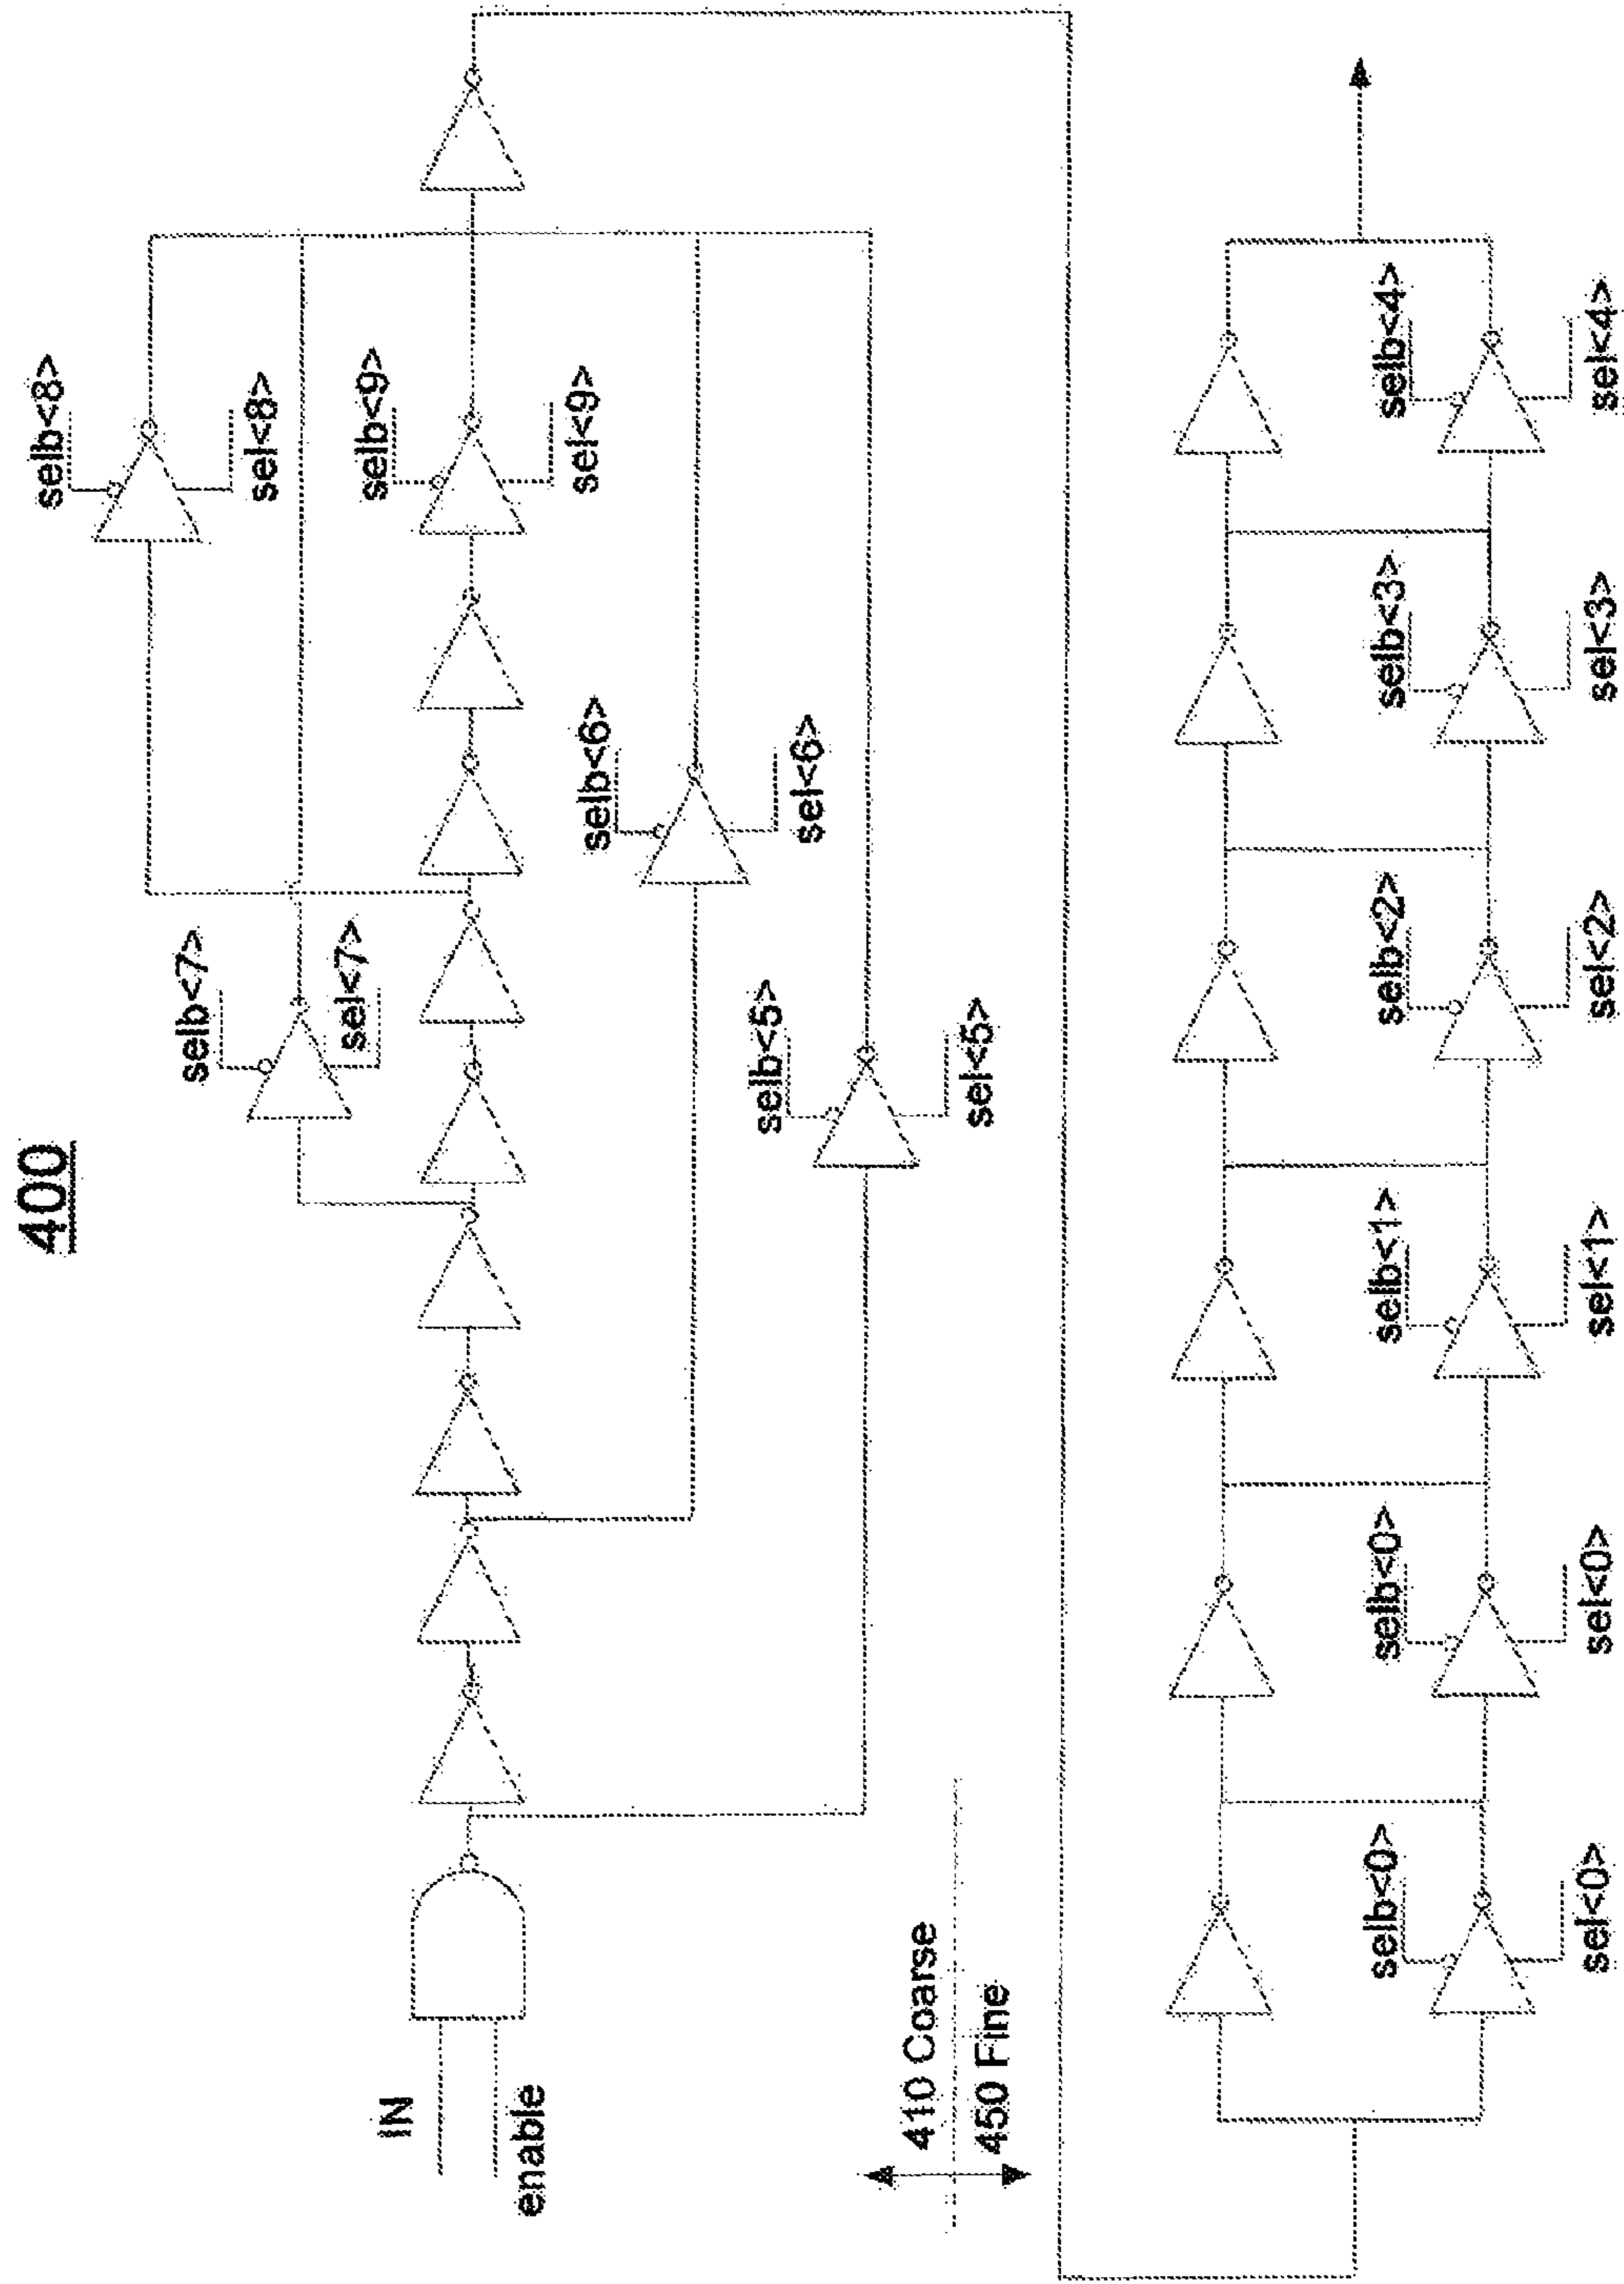 400
selb<8>
sel<8>
selb<7>
sel<7>
selb<9>
sel<9>
selb<6>
sel<6>
selb<5>
sel<5>
IN
enable
410 Coarse
450 Fine
selb<0>
sel<0>
selb<0>
sel<0>
selb<1>
sel<1>
selb<2>
sel<2>
selb<3>
sel<3>
selb<4>
sel<4>